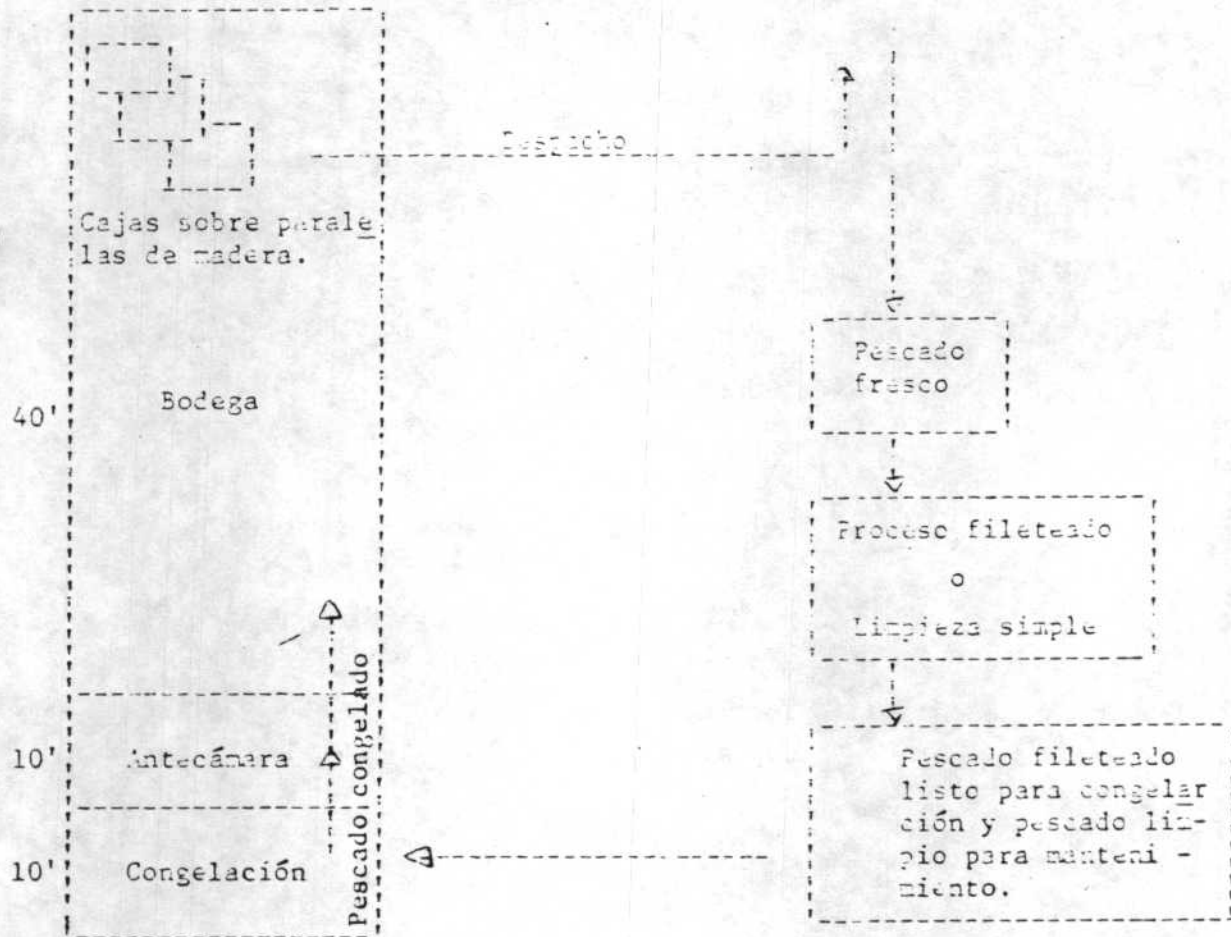 Despacho
Cajas sobre parale
las de madera.
40'
Bodega
Pescado
fresco
Proceso fileteado
o
Limpieza simple
10'
Antecámara
Pescado congelado
10'
Congelación
Pescado fileteado
listo para congelar
ción y pescado lim-
pio para manteni -
miento.